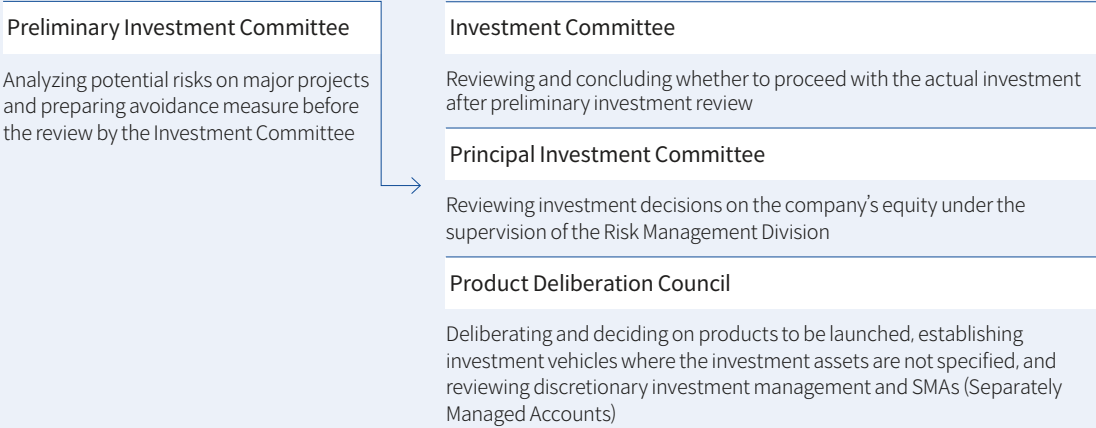 Preliminary Investment Committee
Analyzing potential risks on major projects
and preparing avoidance measure before
the review by the Investment Committee
Investment Committee
Reviewing and concluding whether to proceed with the actual investment
after preliminary investment review
Principal Investment Committee
Reviewing investment decisions on the company's equity under the
supervision of the Risk Management Division
Product Deliberation Council
Deliberating and deciding on products to be launched, establishing
investment vehicles where the investment assets are not specified, and
reviewing discretionary investment management and SMAs (Separately
Managed Accounts)